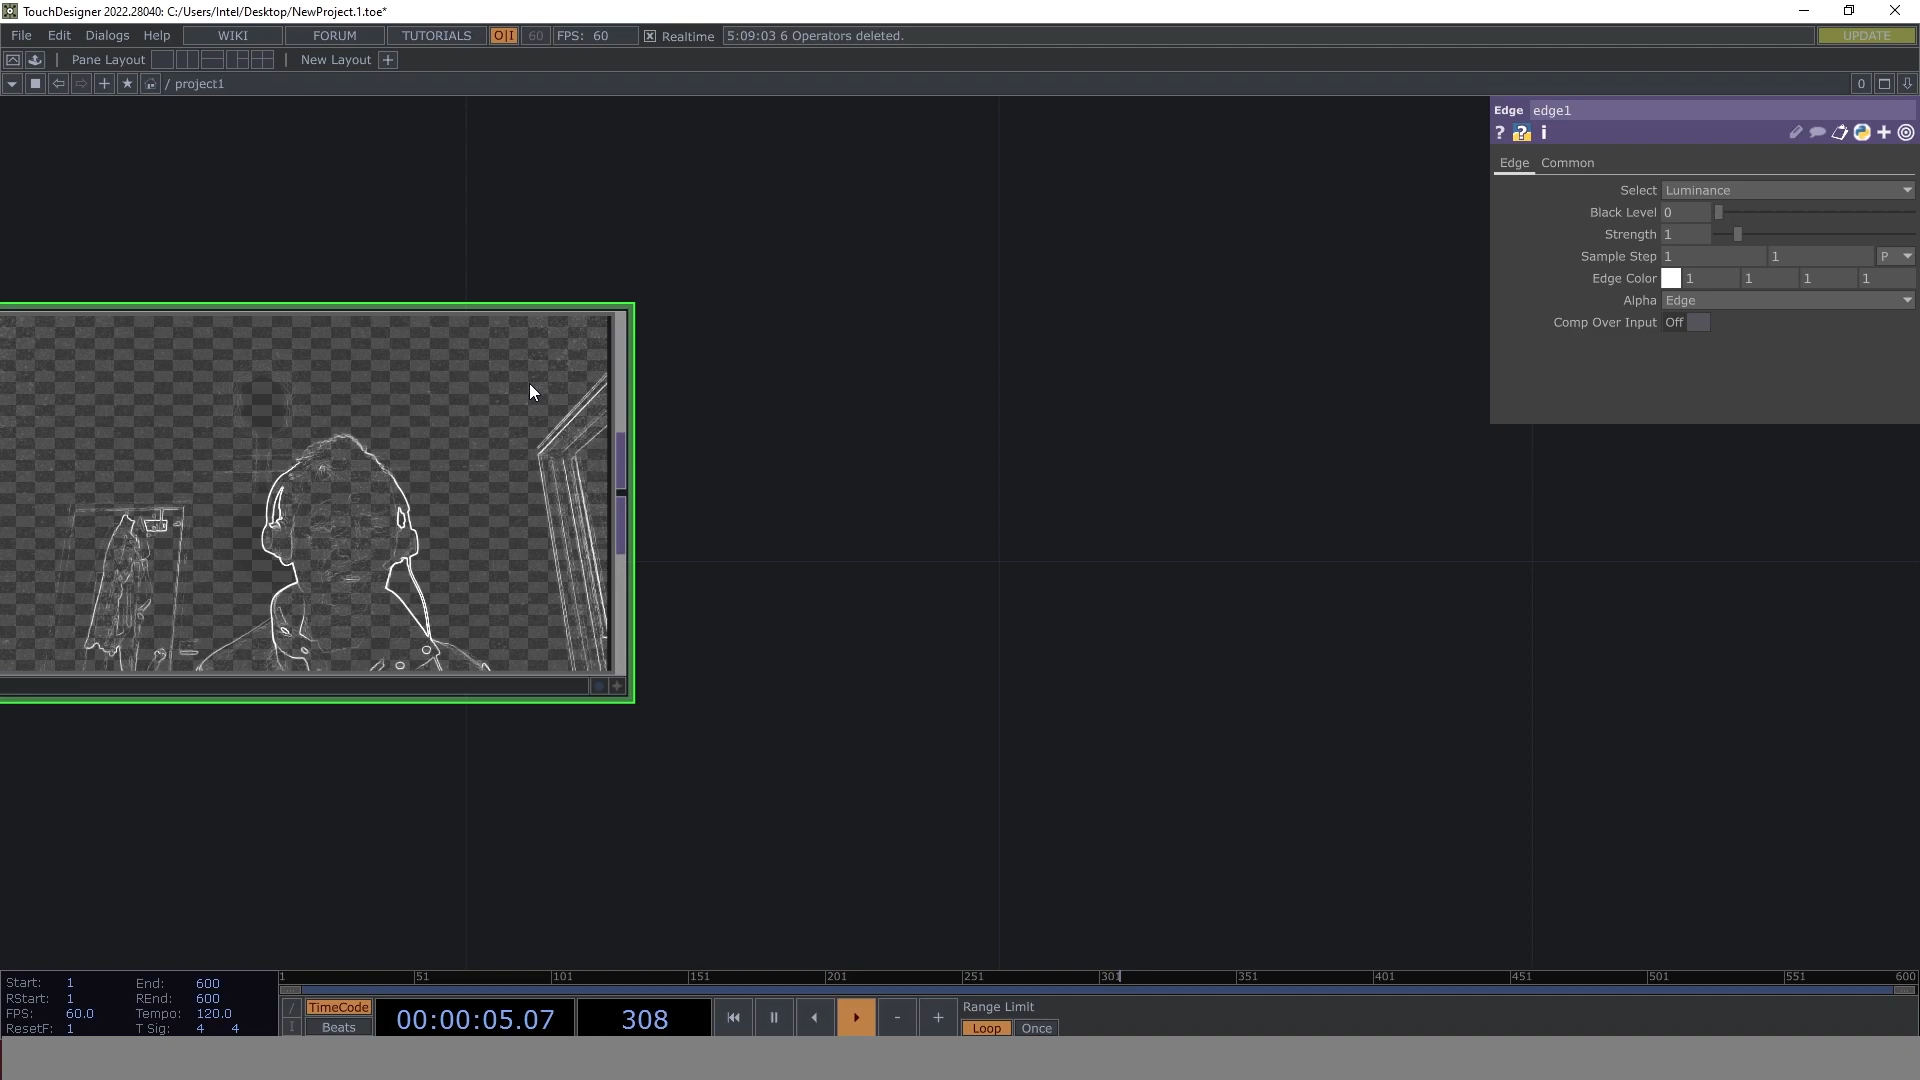 TouchDesigner 2022.28040: C:/Users/Intel/Desktop/NewProject.1.toe*
File Edit Dialogs Help WIKI FORUM TUTORIALS O|I 60 FPS: 60 Realtime 5:09:03 6 Operators deleted. UPDATE
Pane Layout | New Layout +
/ project1 0
Edge edge1
? ? i
Edge Common
Select Luminance
Black Level 0
Strength 1
Sample Step 1 1 P
Edge Color 1 1 1 1
Alpha Edge
Comp Over Input Off
1 51 101 151 201 251 301 351 401 451 501 551 600
Start: 1 End: 600
RStart: 1 REnd: 600
FPS: 60.0 Tempo: 120.0
ResetF: 1 T Sig: 4 4
/ TimeCode
I Beats
00:00:05.07 308 - +
Range Limit
Loop Once